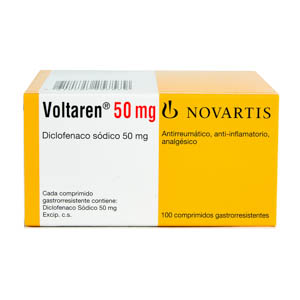 Voltaren® 50 mg
NOVARTIS
Diclofenaco sódico 50 mg
Antirreumático, anti-inflamatorio,
analgésico
Cada comprimido
gastrorresistente contiene:
Diclofenaco Sódico 50 mg
Excip. c.s.
100 comprimidos gastrorresistentes